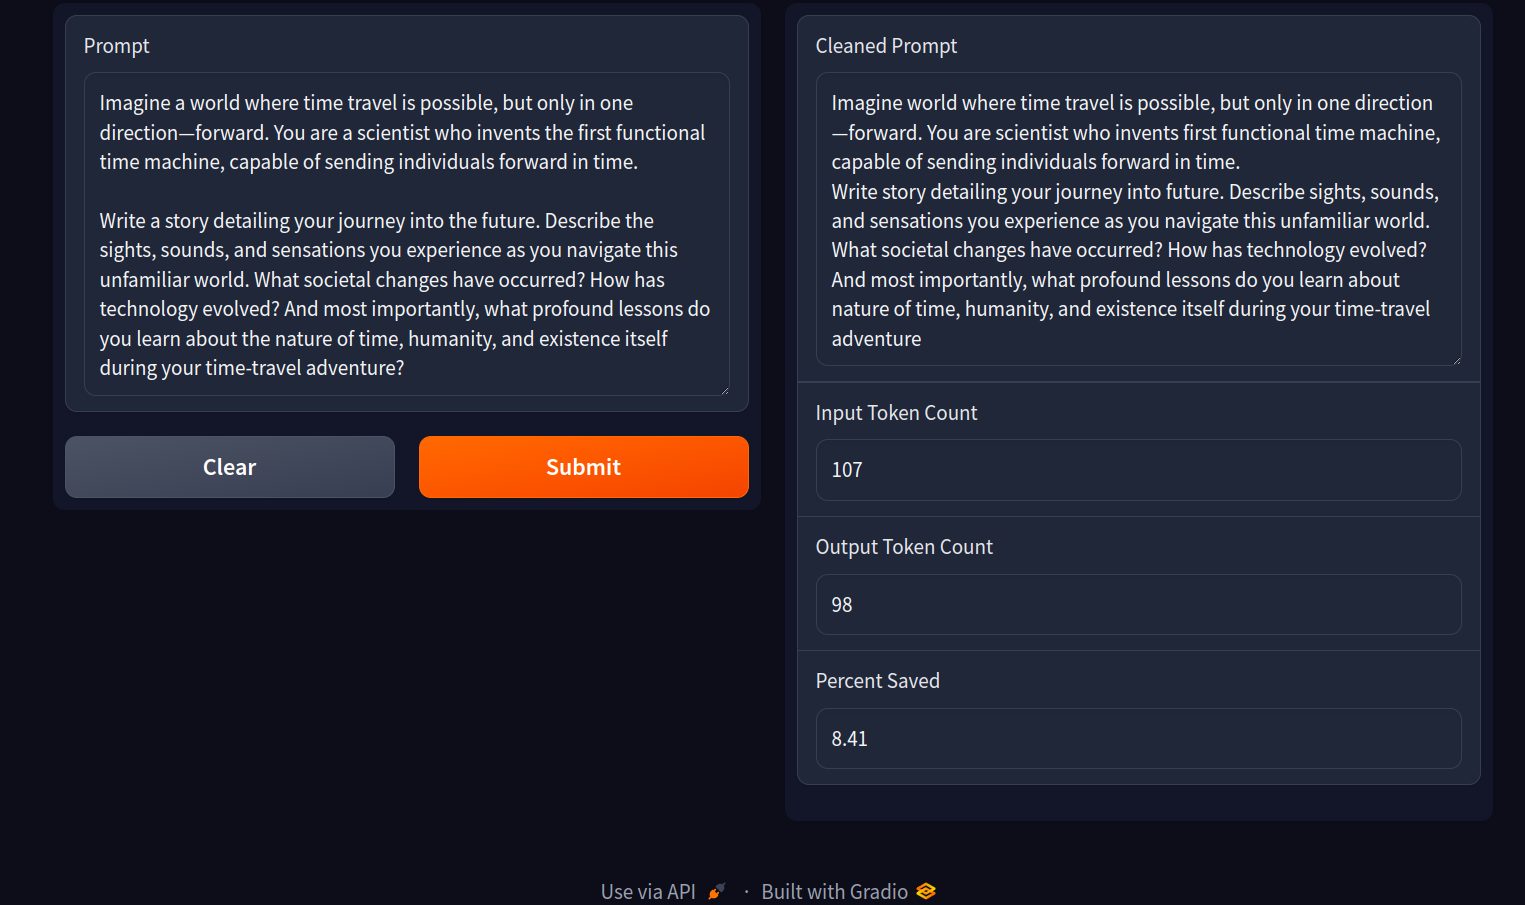 Prompt
Imagine a world where time travel is possible, but only in one
direction—forward. You are a scientist who invents the first functional
time machine, capable of sending individuals forward in time.
Write a story detailing your journey into the future. Describe the
sights, sounds, and sensations you experience as you navigate this
unfamiliar world. What societal changes have occurred? How has
technology evolved? And most importantly, what profound lessons do
you learn about the nature of time, humanity, and existence itself
during your time-travel adventure?
Clear
Submit
Cleaned Prompt
Imagine world where time travel is possible, but only in one direction
—forward. You are scientist who invents first functional time machine,
capable of sending individuals forward in time.
Write story detailing your journey into future. Describe sights, sounds,
and sensations you experience as you navigate this unfamiliar world.
What societal changes have occurred? How has technology evolved?
And most importantly, what profound lessons do you learn about
nature of time, humanity, and existence itself during your time-travel
adventure
Input Token Count
107
Output Token Count
98
Percent Saved
8.41
Use via API · Built with Gradio